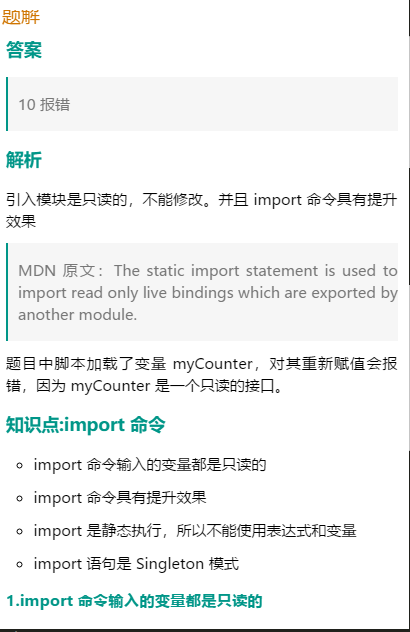 题解
答案
10 报错
解析
引入模块是只读的，不能修改。并且 import 命令具有提升
效果
MDN 原文：The static import statement is used to
import read only live bindings which are exported by
another module.
题目中脚本加载了变量 myCounter，对其重新赋值会报
错，因为 myCounter 是一个只读的接口。
知识点:import 命令
import 命令输入的变量都是只读的
import 命令具有提升效果
import 是静态执行，所以不能使用表达式和变量
import 语句是 Singleton 模式
1.import 命令输入的变量都是只读的